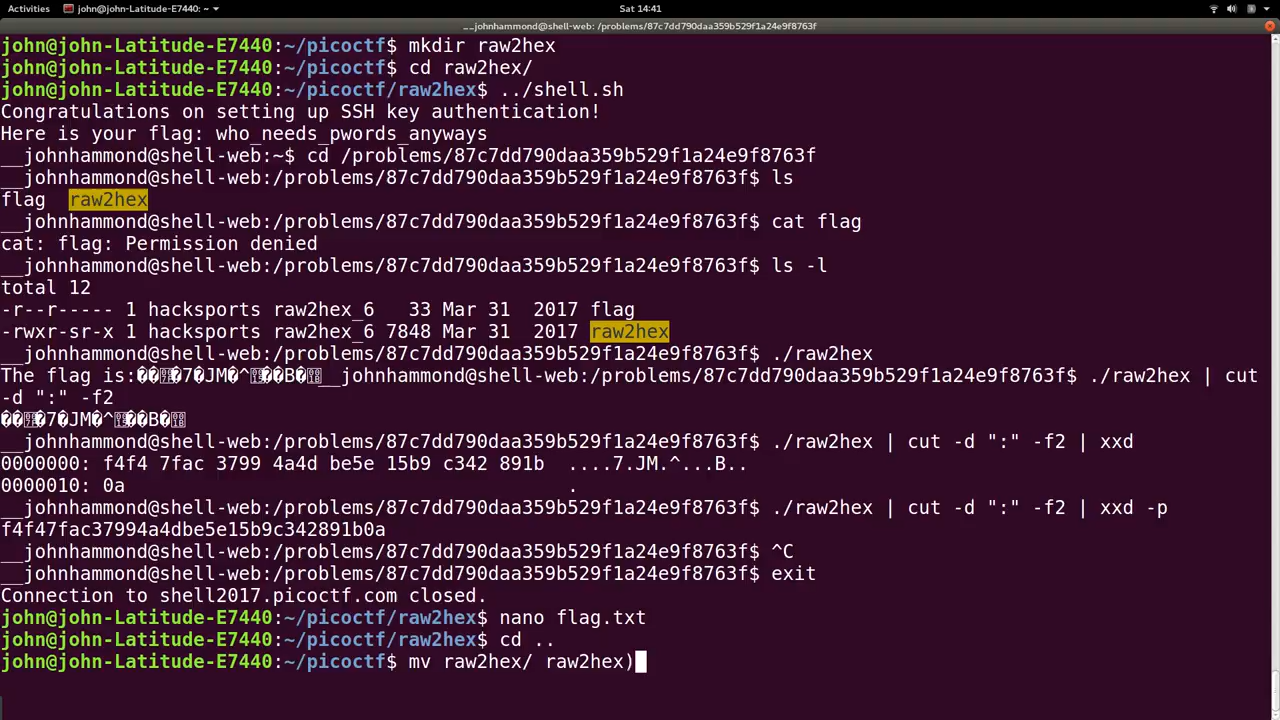 Activities john@john-Latitude-E7440: ~ Sat 14:41
__johnhammond@shell-web: /problems/87c7dd790daa359b529f1a24e9f8763f
john@john-Latitude-E7440:~/picoctf$ mkdir raw2hex
john@john-Latitude-E7440:~/picoctf$ cd raw2hex/
john@john-Latitude-E7440:~/picoctf/raw2hex$ ../shell.sh
Congratulations on setting up SSH key authentication!
Here is your flag: who_needs_pwords_anyways
__johnhammond@shell-web:~$ cd /problems/87c7dd790daa359b529f1a24e9f8763f
__johnhammond@shell-web:/problems/87c7dd790daa359b529f1a24e9f8763f$ ls
flag  raw2hex
__johnhammond@shell-web:/problems/87c7dd790daa359b529f1a24e9f8763f$ cat flag
cat: flag: Permission denied
__johnhammond@shell-web:/problems/87c7dd790daa359b529f1a24e9f8763f$ ls -l
total 12
-r--r----- 1 hacksports raw2hex_6   33 Mar 31  2017 flag
-rwxr-sr-x 1 hacksports raw2hex_6 7848 Mar 31  2017 raw2hex
__johnhammond@shell-web:/problems/87c7dd790daa359b529f1a24e9f8763f$ ./raw2hex
The flag is:���7�JM�^��B�__johnhammond@shell-web:/problems/87c7dd790daa359b529f1a24e9f8763f$ ./raw2hex | cut
-d ":" -f2
���7�JM�^��B�
__johnhammond@shell-web:/problems/87c7dd790daa359b529f1a24e9f8763f$ ./raw2hex | cut -d ":" -f2 | xxd
0000000: f4f4 7fac 3799 4a4d be5e 15b9 c342 891b  ....7.JM.^...B..
0000010: 0a                                       .
__johnhammond@shell-web:/problems/87c7dd790daa359b529f1a24e9f8763f$ ./raw2hex | cut -d ":" -f2 | xxd -p
f4f47fac37994a4dbe5e15b9c342891b0a
__johnhammond@shell-web:/problems/87c7dd790daa359b529f1a24e9f8763f$ ^C
__johnhammond@shell-web:/problems/87c7dd790daa359b529f1a24e9f8763f$ exit
Connection to shell2017.picoctf.com closed.
john@john-Latitude-E7440:~/picoctf/raw2hex$ nano flag.txt
john@john-Latitude-E7440:~/picoctf/raw2hex$ cd ..
john@john-Latitude-E7440:~/picoctf$ mv raw2hex/ raw2hex)